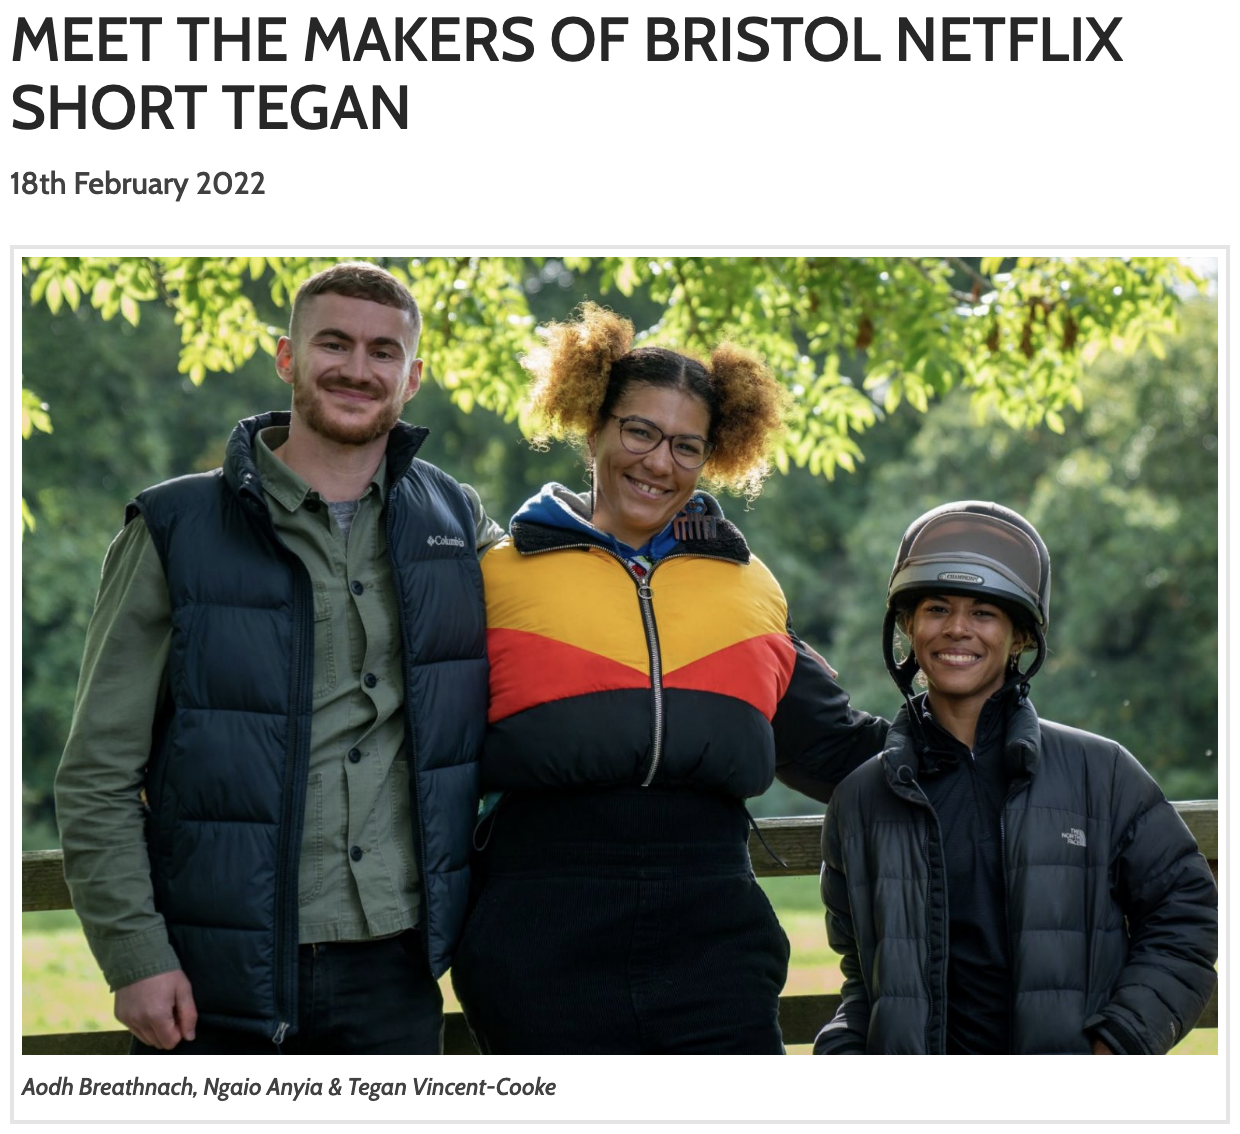 MEET THE MAKERS OF BRISTOL NETFLIX
SHORT TEGAN
18th February 2022
Columbia
CHAMPION
THE
NORTH
FACE
Aodh Breathnach, Ngaio Anyia & Tegan Vincent-Cooke